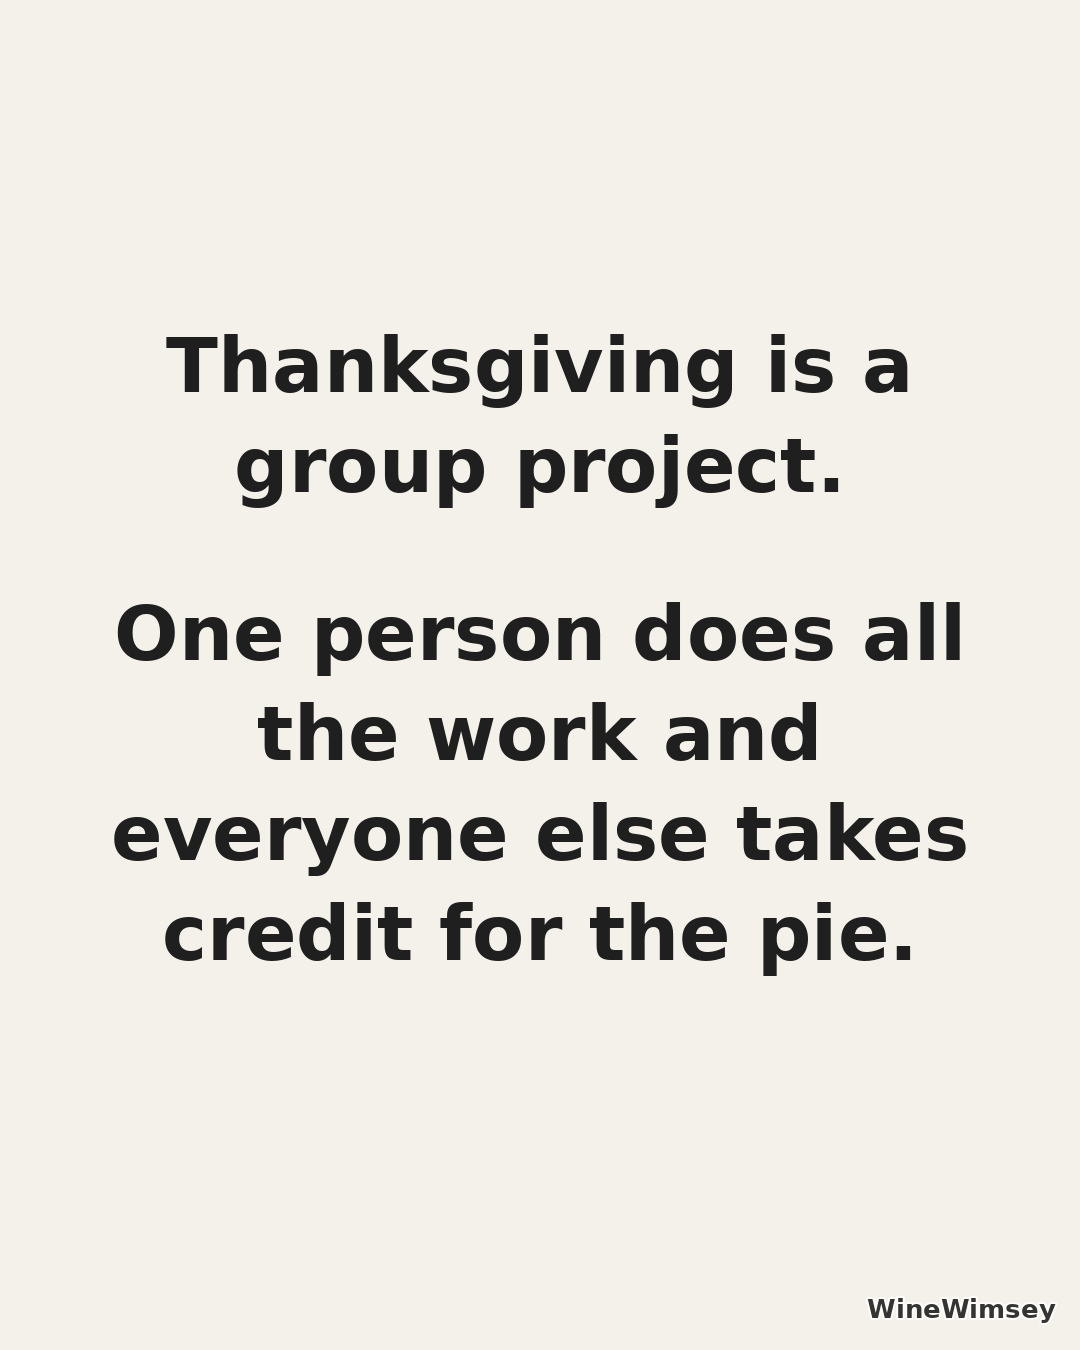 Thanksgiving is a
group project.
One person does all
the work and
everyone else takes
credit for the pie.
WineWimsey